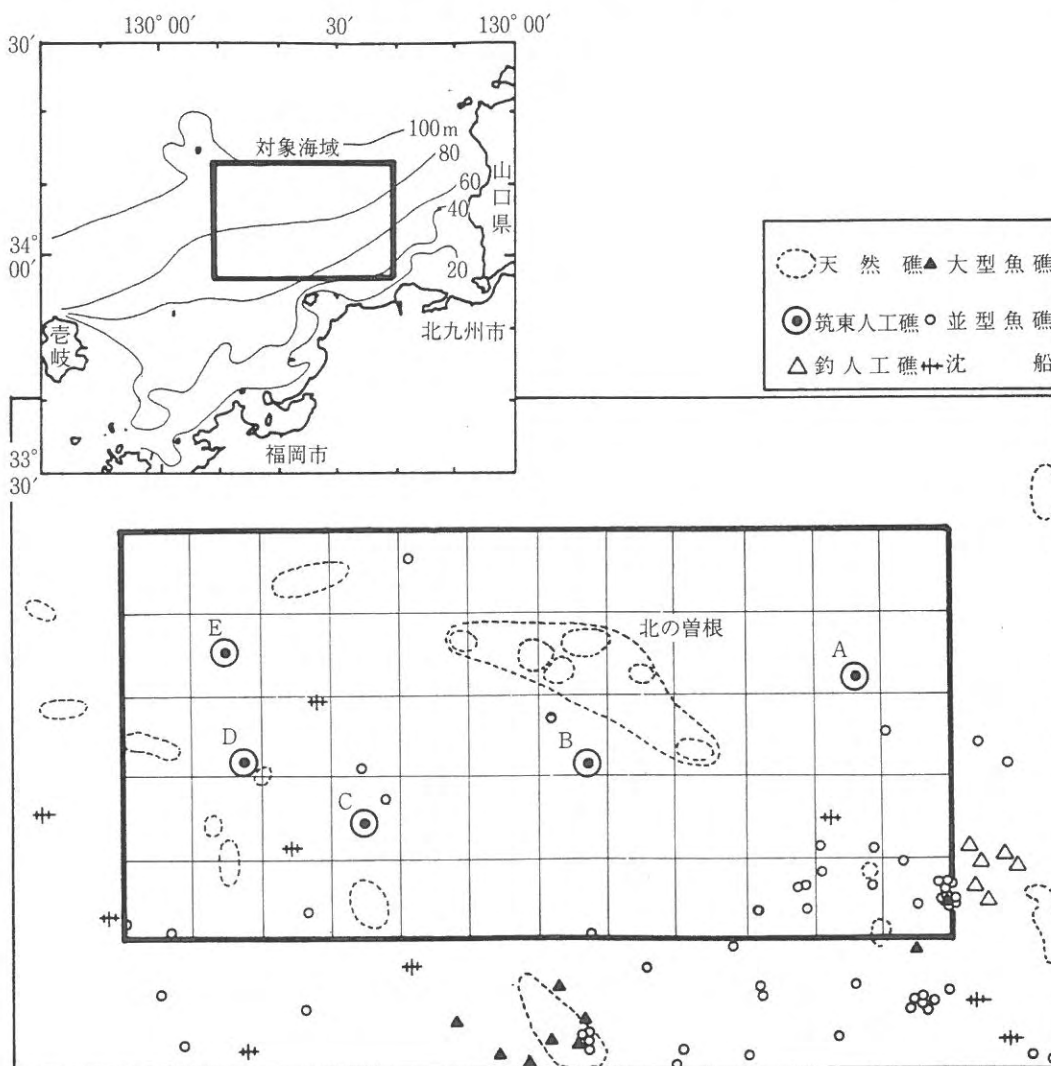 130° 00′ 30′ 130° 00′
30′
100m
対象海域
80
60
40
20
山口県
34°
00′
北九州市
壱岐
福岡市
33°
30′
天然礁 ▲ 大型魚礁
筑東人工礁 ○ 並型魚礁
△ 釣人工礁 沈船
北の曽根
E
A
D
B
C